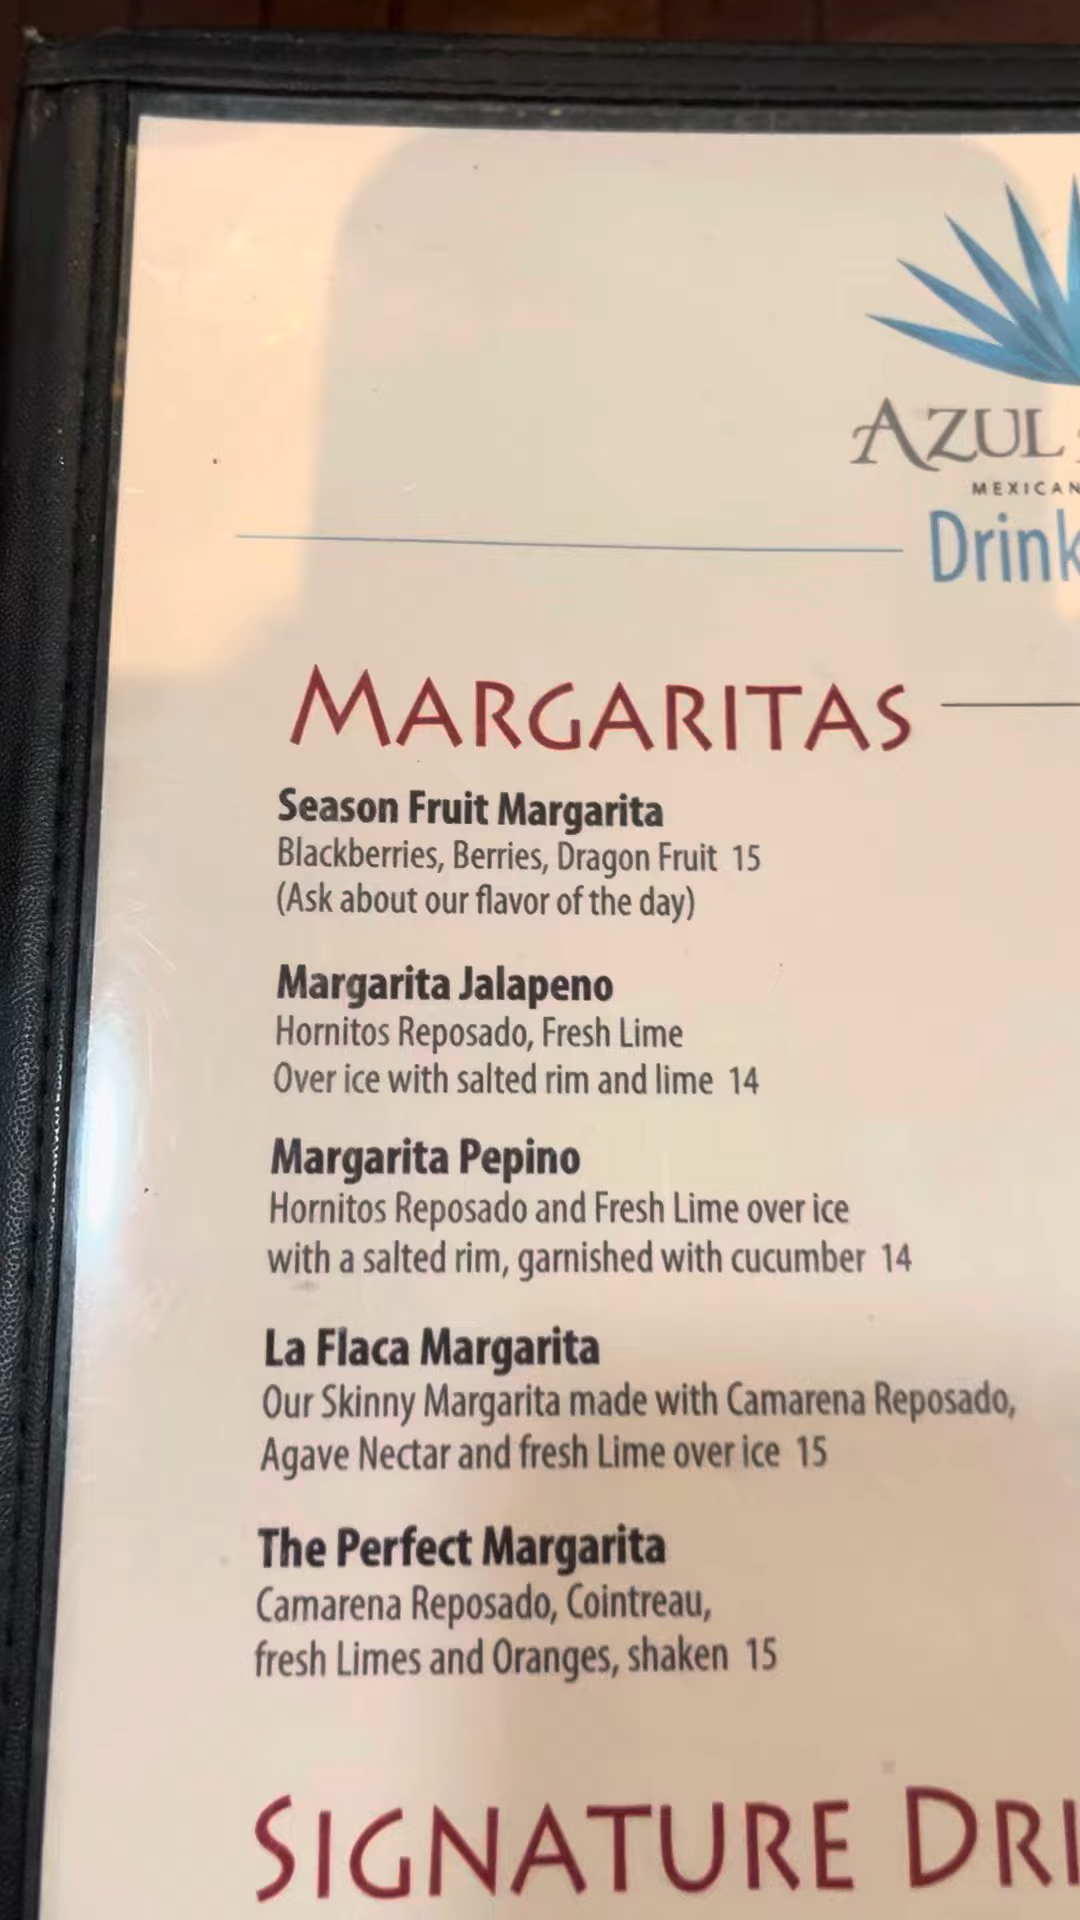 AZUL
MEXICAN
Drink
MARGARITAS
Season Fruit Margarita
Blackberries, Berries, Dragon Fruit 15
(Ask about our flavor of the day)
Margarita Jalapeno
Hornitos Reposado, Fresh Lime
Over ice with salted rim and lime 14
Margarita Pepino
Hornitos Reposado and Fresh Lime over ice
with a salted rim, garnished with cucumber 14
La Flaca Margarita
Our Skinny Margarita made with Camarena Reposado,
Agave Nectar and fresh Lime over ice 15
The Perfect Margarita
Camarena Reposado, Cointreau,
fresh Limes and Oranges, shaken 15
SIGNATURE DRI